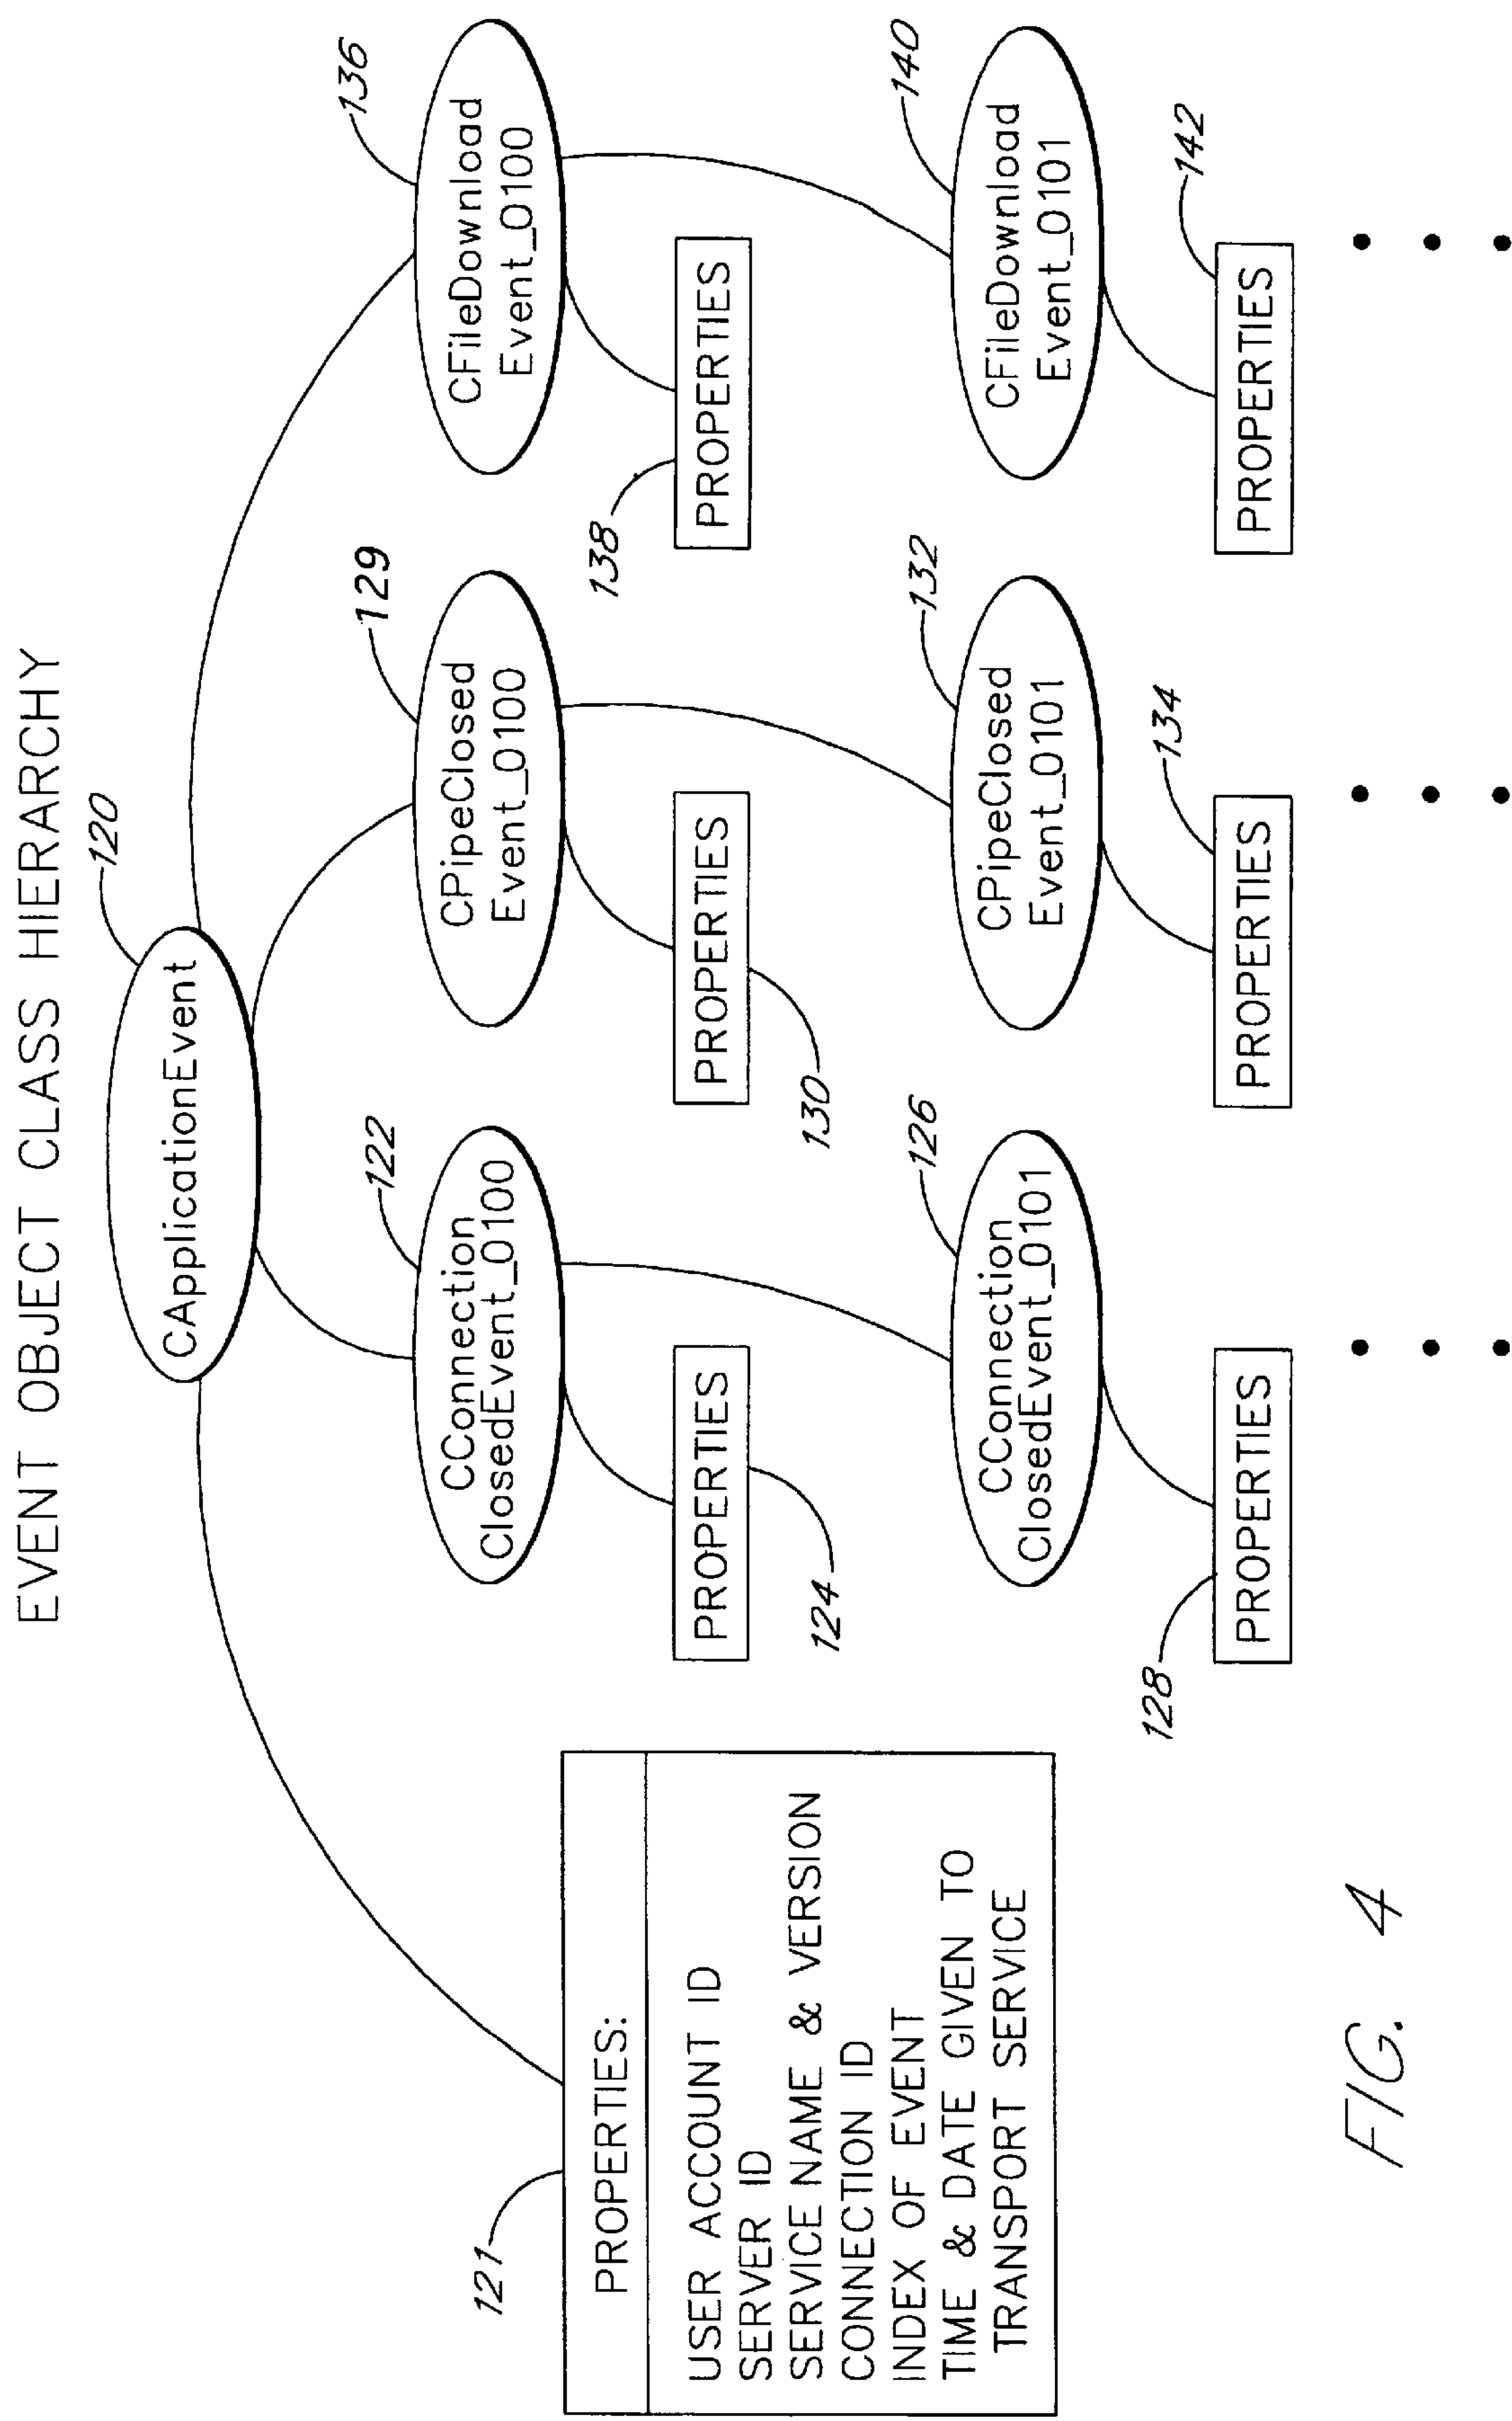 EVENT OBJECT CLASS HIERARCHY
120
CApplicationEvent
121
PROPERTIES:
USER ACCOUNT ID
SERVER ID
SERVICE NAME & VERSION
CONNECTION ID
INDEX OF EVENT
TIME & DATE GIVEN TO
TRANSPORT SERVICE
122
CConnection
ClosedEvent_0100
129
CPipeClosed
Event_0100
136
CFileDownload
Event_0100
PROPERTIES
124
PROPERTIES
130
138
PROPERTIES
126
CConnection
ClosedEvent_0101
132
CPipeClosed
Event_0101
140
CFileDownload
Event_0101
128
PROPERTIES
134
PROPERTIES
142
PROPERTIES
FIG. 4